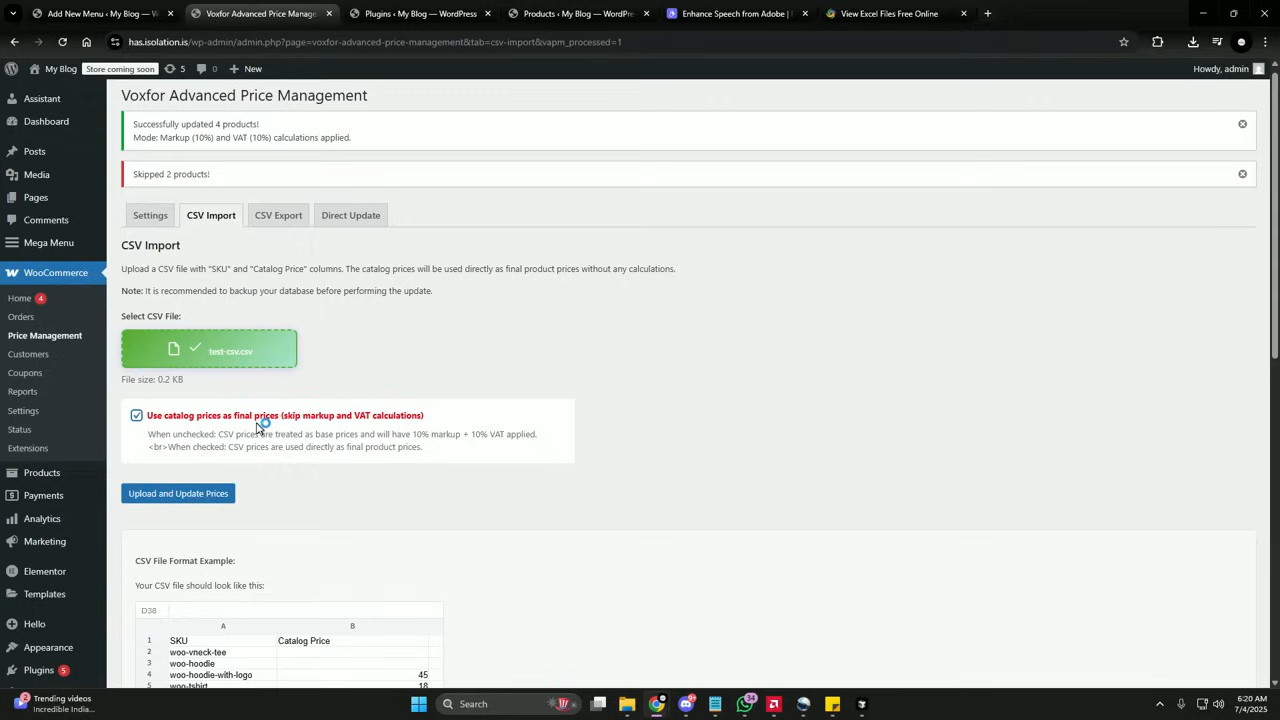 Add New Menu ‹ My Blog — W
Voxfor Advanced Price Managem
Plugins ‹ My Blog — WordPress
Products ‹ My Blog — WordPre
Enhance Speech from Adobe |
View Excel Files Free Online
has.isolation.is/wp-admin/admin.php?page=voxfor-advanced-price-management&tab=csv-import&vapm_processed=1
My Blog
Store coming soon
5
0
New
Howdy, admin
Assistant
Dashboard
Posts
Media
Pages
Comments
Mega Menu
WooCommerce
Home 4
Orders
Price Management
Customers
Coupons
Reports
Settings
Status
Extensions
Products
Payments
Analytics
Marketing
Elementor
Templates
Hello
Appearance
Plugins 5
Voxfor Advanced Price Management
Successfully updated 4 products!
Mode: Markup (10%) and VAT (10%) calculations applied.
Skipped 2 products!
Settings
CSV Import
CSV Export
Direct Update
CSV Import
Upload a CSV file with "SKU" and "Catalog Price" columns. The catalog prices will be used directly as final product prices without any calculations.
Note: It is recommended to backup your database before performing the update.
Select CSV File:
test-csv.csv
File size: 0.2 KB
Use catalog prices as final prices (skip markup and VAT calculations)
When unchecked: CSV prices are treated as base prices and will have 10% markup + 10% VAT applied.
<br>When checked: CSV prices are used directly as final product prices.
Upload and Update Prices
CSV File Format Example:
Your CSV file should look like this:
D38
A B
1 SKU Catalog Price
2 woo-vneck-tee
3 woo-hoodie
4 woo-hoodie-with-logo 45
5 woo-tshirt 18
2
Trending videos
Incredible India...
Search
9+
34
6:20 AM
7/4/2025